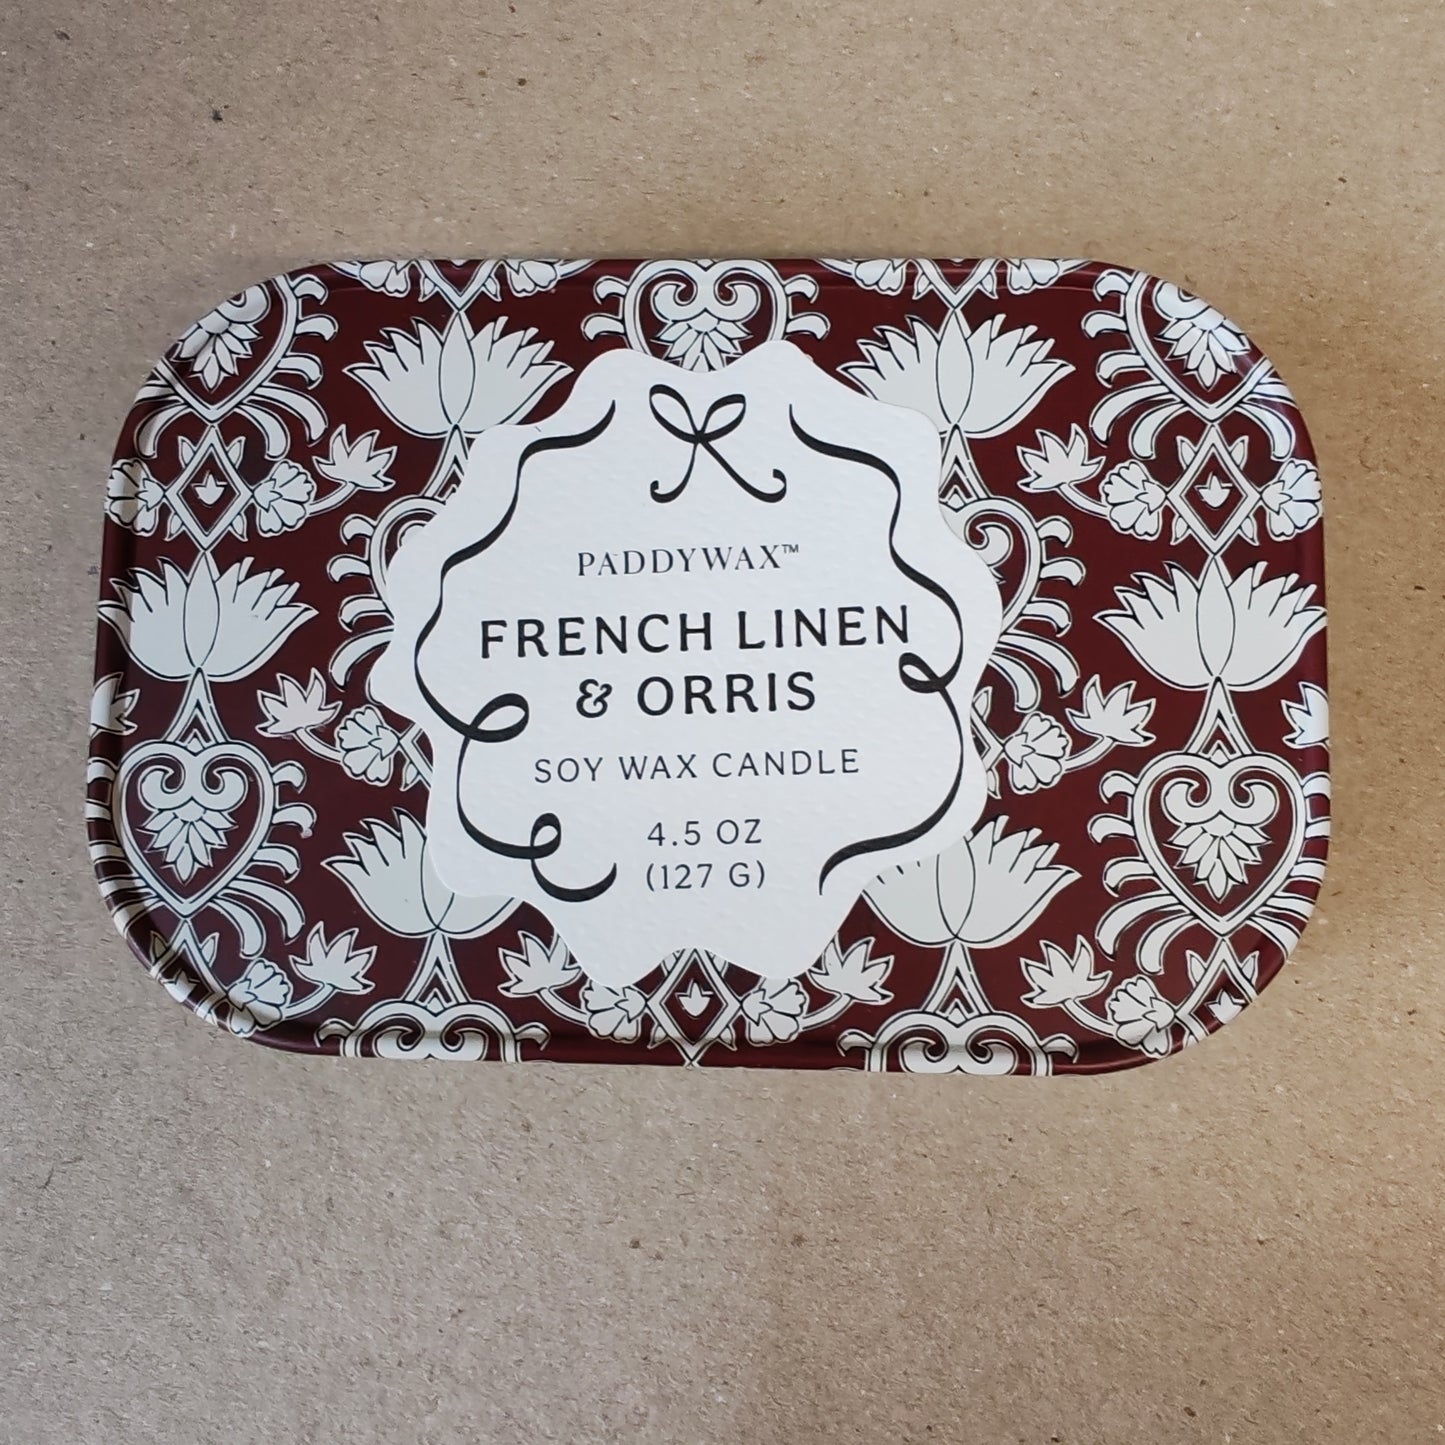 PADDYWAX™
FRENCH LINEN
& ORRIS
SOY WAX CANDLE
4.5 OZ
(127 G)